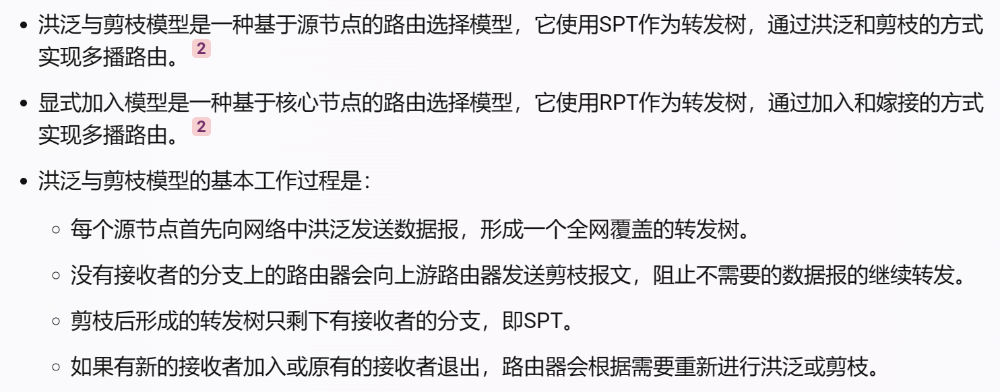 • 洪泛与剪枝模型是一种基于源节点的路由选择模型，它使用SPT作为转发树，通过洪泛和剪枝的方式
实现多播路由。 2
• 显式加入模型是一种基于核心节点的路由选择模型，它使用RPT作为转发树，通过加入和嫁接的方式
实现多播路由。 2
• 洪泛与剪枝模型的基本工作过程是：
○ 每个源节点首先向网络中洪泛发送数据报，形成一个全网覆盖的转发树。
○ 没有接收者的分支上的路由器会向上游路由器发送剪枝报文，阻止不需要的数据报的继续转发。
○ 剪枝后形成的转发树只剩下有接收者的分支，即SPT。
○ 如果有新的接收者加入或原有的接收者退出，路由器会根据需要重新进行洪泛或剪枝。